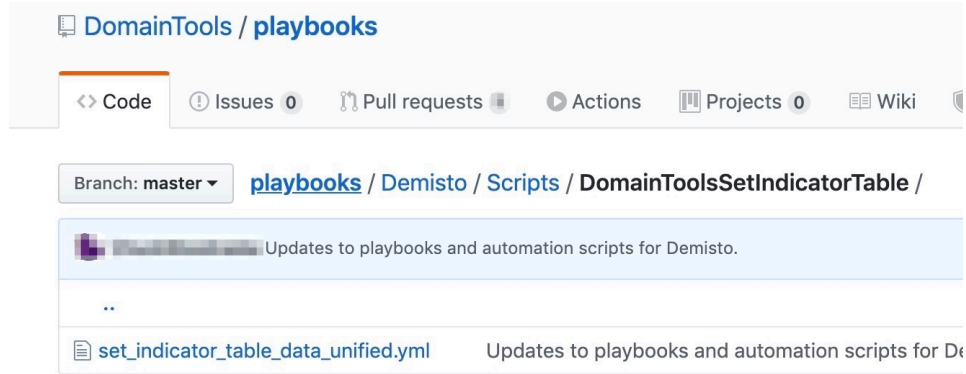 DomainTools / playbooks
Code Issues 0 Pull requests Actions Projects 0 Wiki
Branch: master playbooks / Demisto / Scripts / DomainToolsSetIndicatorTable /
Updates to playbooks and automation scripts for Demisto.
..
set_indicator_table_data_unified.yml Updates to playbooks and automation scripts for